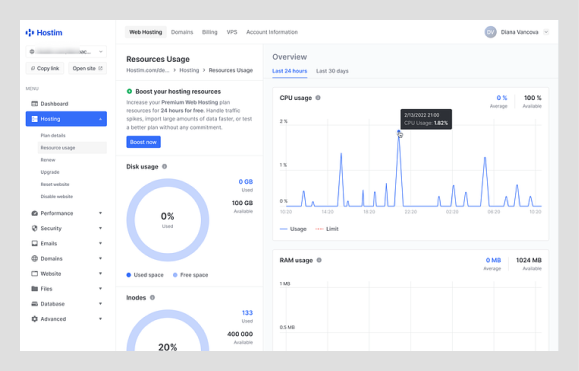 Hostim
Web Hosting Domains Billing VPS Account Information
DV Diana Vancova
Copy link Open site
MENU
Dashboard
Hosting
Plan details
Resource usage
Renew
Upgrade
Reset website
Disable website
Performance
Security
Emails
Domains
Website
Files
Database
Advanced
Resources Usage
Hostim.com/de... > Hosting > Resources Usage
Boost your hosting resources
Increase your Premium Web Hosting plan
resources for 24 hours for free. Handle traffic
spikes, import large amounts of data faster, or test
a better plan without any commitment.
Boost now
Disk usage
0 GB
Used
100 GB
Available
0%
Used
Used space Free space
Inodes
133
Used
400 000
Available
20%
Overview
Last 24 hours Last 30 days
CPU usage
0 % 100 %
Average Available
2/13/2022 21:00
CPU Usage: 1.82%
2 %
1 %
0 %
10:20 14:20 18:20 22:20 02:20 06:20 10:20
Usage Limit
RAM usage
0 MB 1024 MB
Average Available
1 MB
0.5 MB